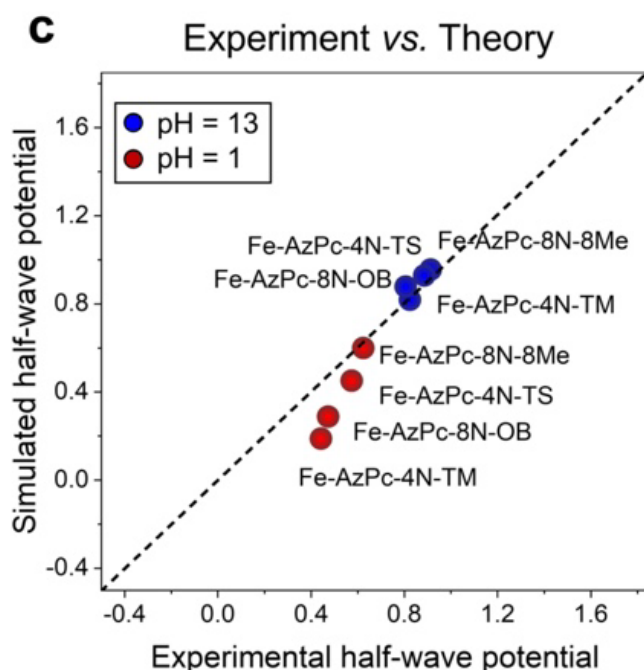 c
Experiment vs. Theory
pH = 13
pH = 1
Fe-AzPc-4N-TS
Fe-AzPc-8N-8Me
Fe-AzPc-8N-OB
Fe-AzPc-4N-TM
Fe-AzPc-8N-8Me
Fe-AzPc-4N-TS
Fe-AzPc-8N-OB
Fe-AzPc-4N-TM
Simulated half-wave potential
1.6
1.2
0.8
0.4
0.0
-0.4
-0.4 0.0 0.4 0.8 1.2 1.6
Experimental half-wave potential